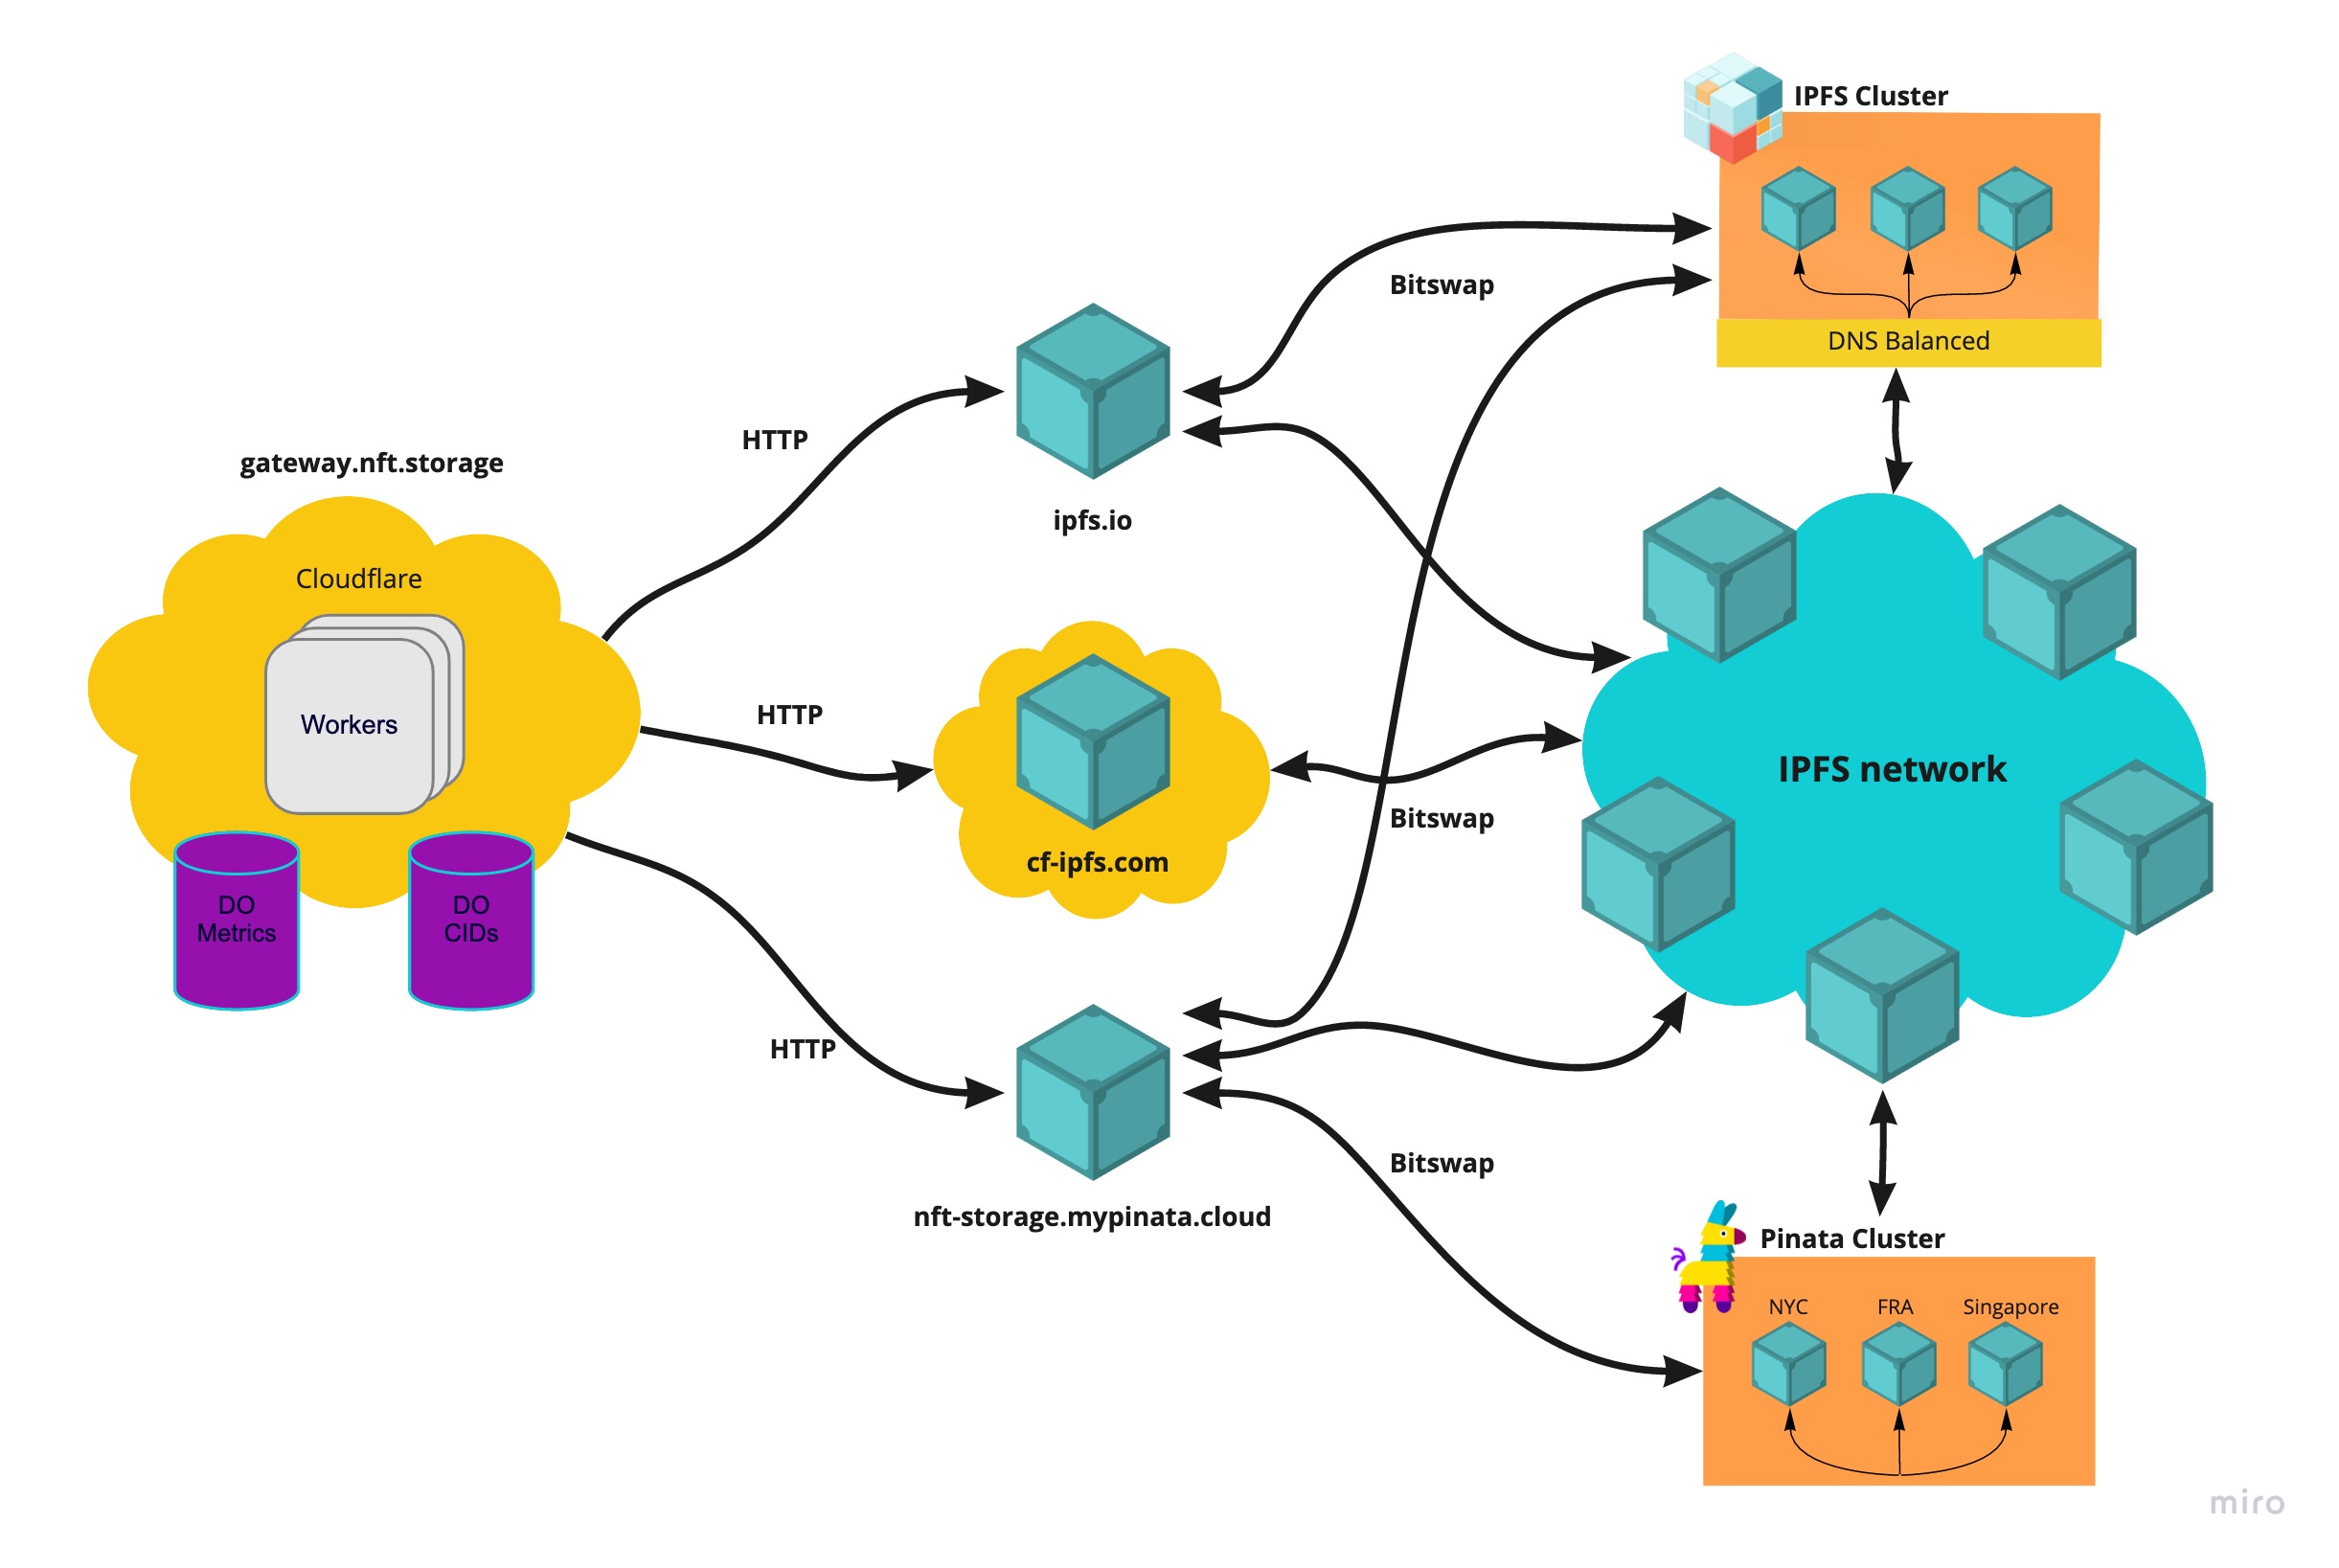 IPFS Cluster
DNS Balanced
Bitswap
HTTP
gateway.nft.storage
ipfs.io
Cloudflare
Workers
HTTP
IPFS network
Bitswap
cf-ipfs.com
DO
Metrics
DO
CIDs
HTTP
Bitswap
nft-storage.mypinata.cloud
Pinata Cluster
NYC
FRA
Singapore
miro